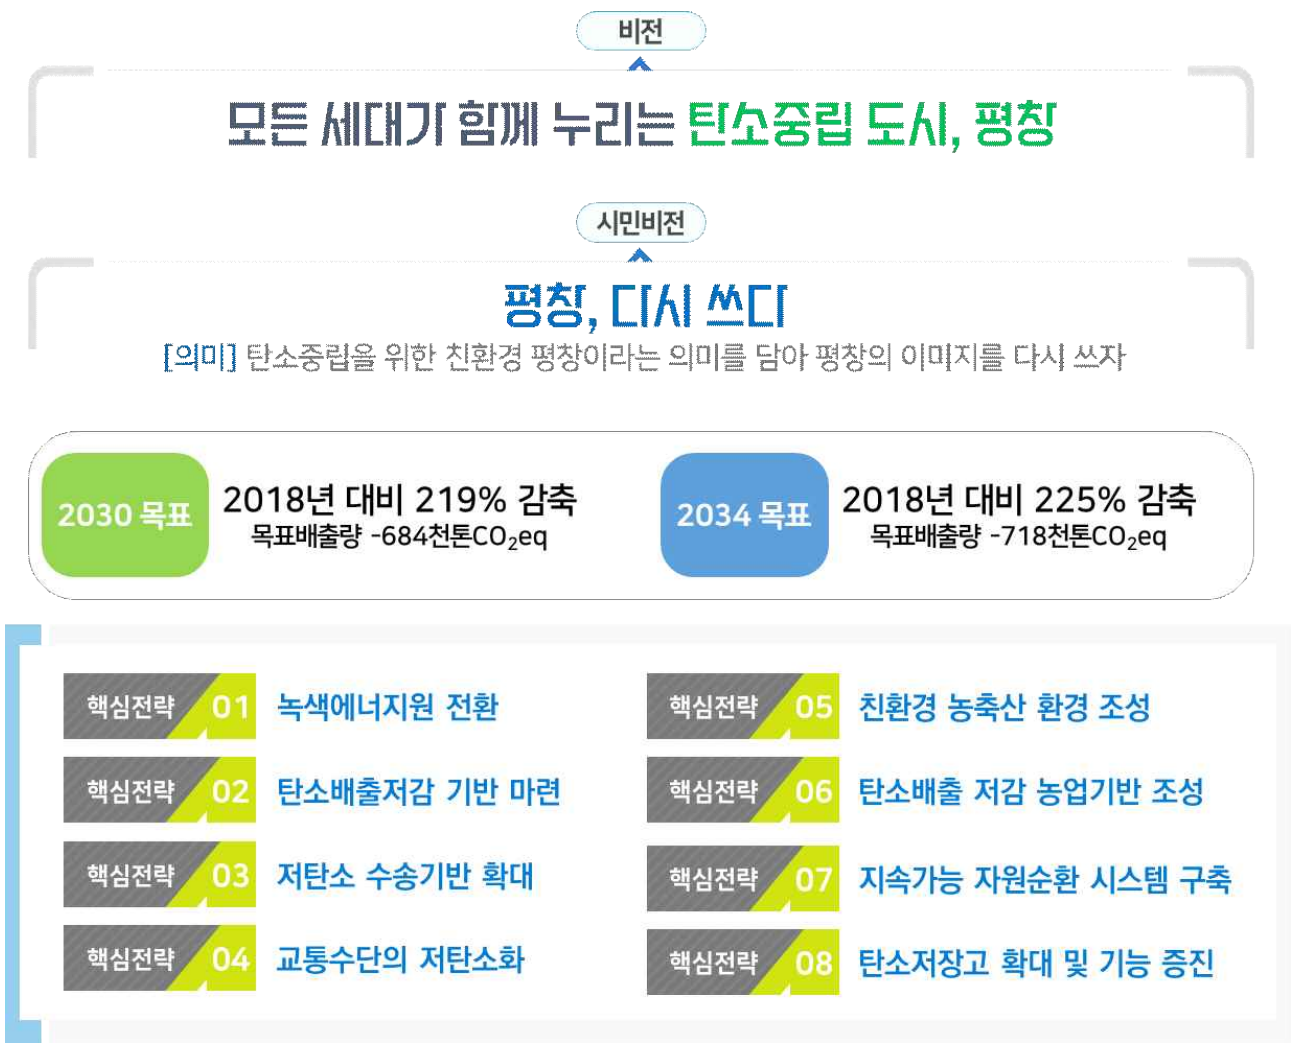 비전
모든 세대가 함께 누리는 탄소중립 도시, 평창
시민비전
평창, 다시 쓰다
[의미] 탄소중립을 위한 친환경 평창이라는 의미를 담아 평창의 이미지를 다시 쓰자
2030 목표
2018년 대비 219% 감축
목표배출량 -684천톤CO₂eq
2034 목표
2018년 대비 225% 감축
목표배출량 -718천톤CO₂eq
핵심전략 01 녹색에너지원 전환
핵심전략 02 탄소배출저감 기반 마련
핵심전략 03 저탄소 수송기반 확대
핵심전략 04 교통수단의 저탄소화
핵심전략 05 친환경 농축산 환경 조성
핵심전략 06 탄소배출 저감 농업기반 조성
핵심전략 07 지속가능 자원순환 시스템 구축
핵심전략 08 탄소저장고 확대 및 기능 증진